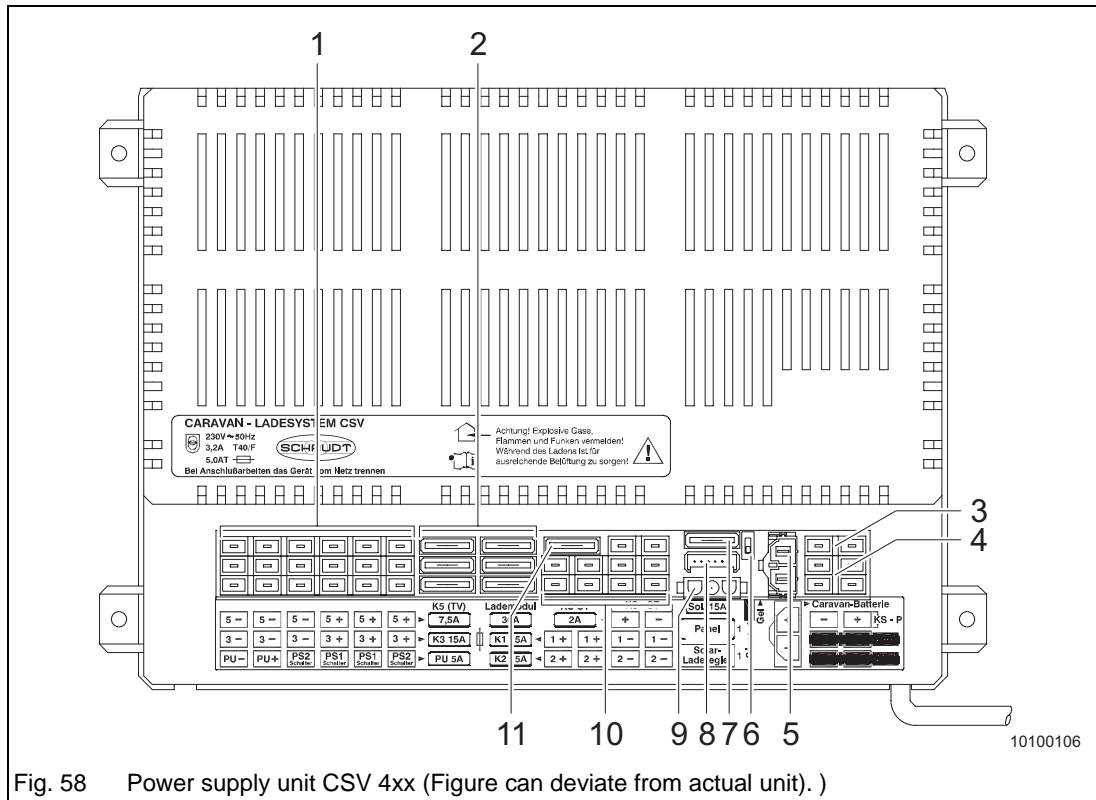 1 2
CARAVAN - LADESYSTEM CSV
230V ~ 50Hz
3,2A T40/F
5,0AT
SCHAUDT
Bei Anschlußarbeiten das Gerät vom Netz trennen
Achtung! Explosive Gase,
Flammen und Funken vermeiden!
Während des Ladens ist für
ausreichende Belüftung zu sorgen!
3
4
K5 (TV) Lademodul Caravan-Batterie
5 − 5 − 5 − 5 + 5 + 5 + 7,5A 2A + − Gel − + KS - P
3 − 3 − 3 − 3 + 3 + 3 + K3 15A 1 + 1 + 1 − 1 − Panel
PU− PU+ PS2 Schalter PS1 Schalter PS1 Schalter PS2 Schalter PU 5A 2 + 2 + 2 − 2 − Solar-Laderegler
11 10 9 8 7 6 5
10100106
Fig. 58 Power supply unit CSV 4xx (Figure can deviate from actual unit). )